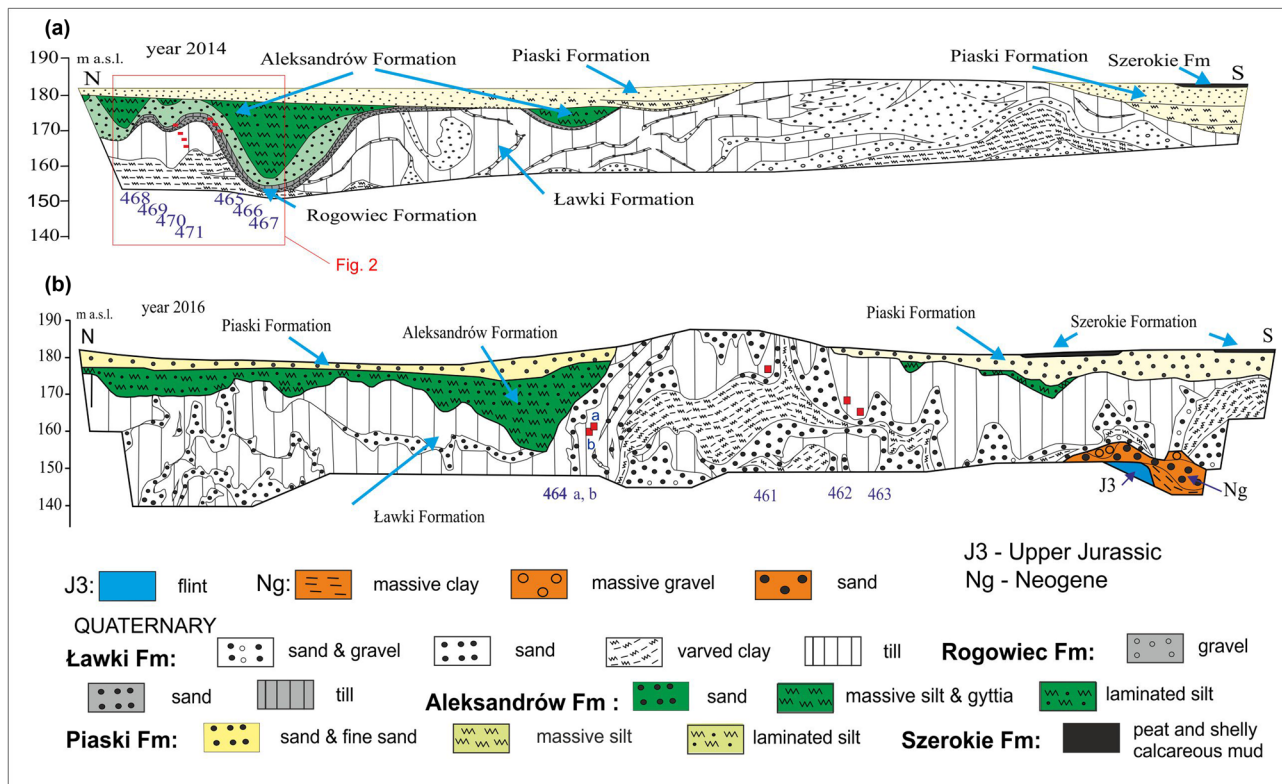 (a)
190
m a.s.l.
year 2014
Aleksandrów Formation
Piaski Formation
Piaski Formation
Szerokie Fm
N
S
180
170
160
150
140
468
469
470
471
465
466
467
Rogowiec Formation
Ławki Formation
Fig. 2
(b)
190
m a.s.l.
year 2016
N
Piaski Formation
Aleksandrów Formation
Piaski Formation
Szerokie Formation
S
180
170
160
150
140
a
b
464 a, b
461
462
463
J3
Ng
Ławki Formation
J3: flint Ng: massive clay massive gravel sand
J3 - Upper Jurassic
Ng - Neogene
QUATERNARY
Ławki Fm: sand & gravel sand varved clay till Rogowiec Fm: gravel
sand till Aleksandrów Fm : sand massive silt & gyttia laminated silt
Piaski Fm: sand & fine sand massive silt laminated silt Szerokie Fm: peat and shelly
calcareous mud